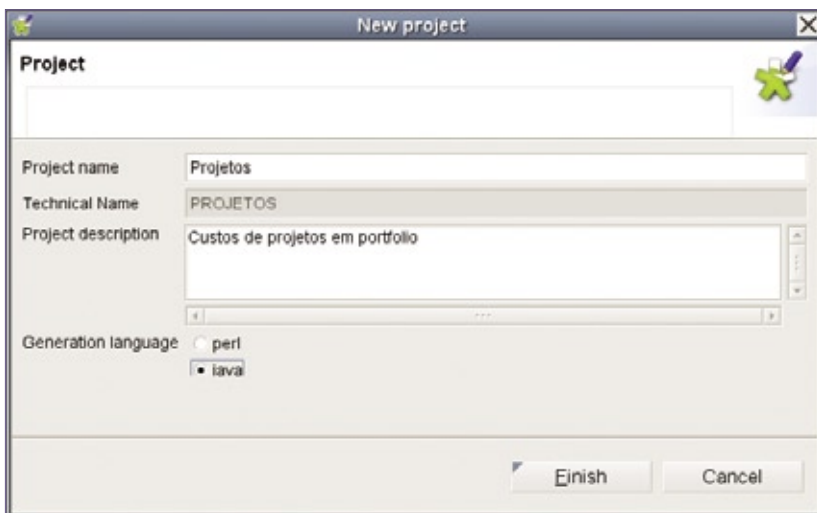 New project
Project
Project name Projetos
Technical Name PROJETOS
Project description Custos de projetos em portfolio
Generation language perl
java
Finish Cancel